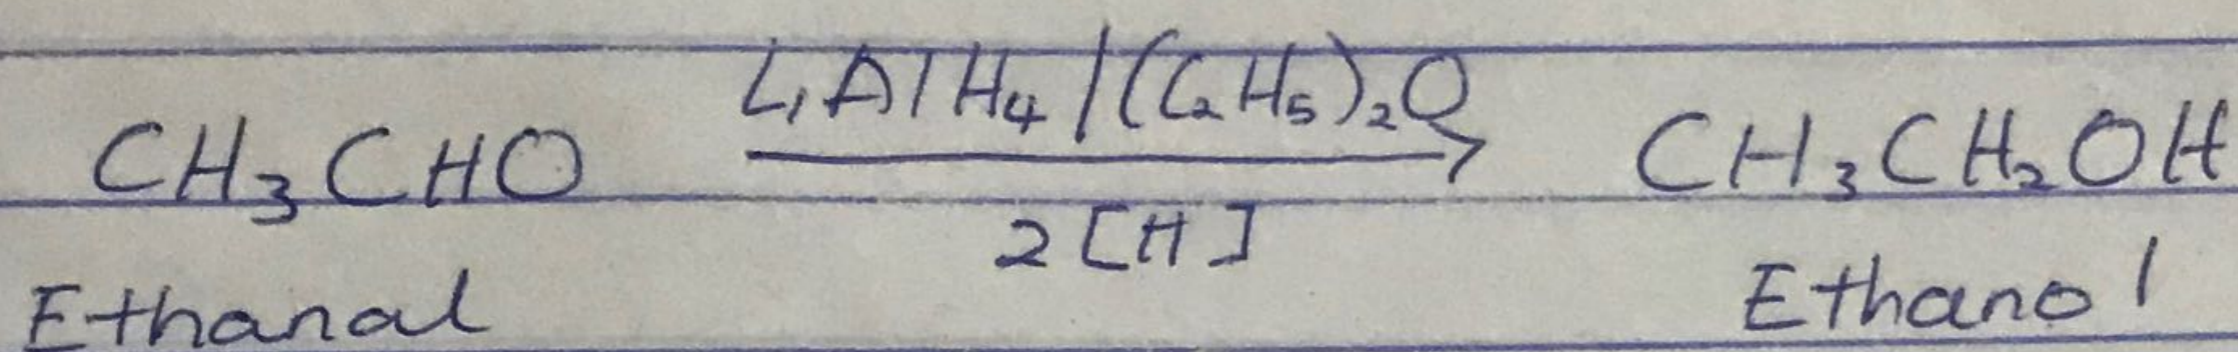 LiAlH₄/(C₂H₅)₂O
CH₃CHO → CH₃CH₂OH
2[H]
Ethanal Ethanol